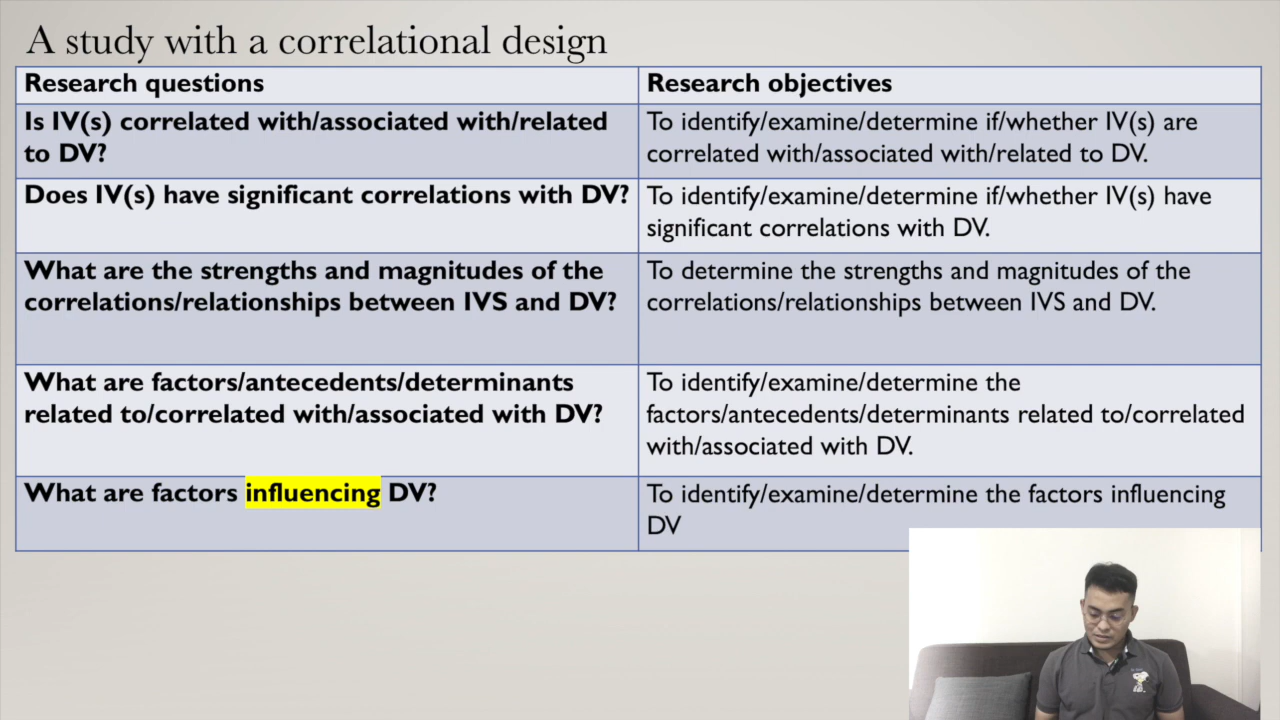 A study with a correlational design
Research questions
Research objectives
Is IV(s) correlated with/associated with/related
to DV?
To identify/examine/determine if/whether IV(s) are
correlated with/associated with/related to DV.
Does IV(s) have significant correlations with DV?
To identify/examine/determine if/whether IV(s) have
significant correlations with DV.
What are the strengths and magnitudes of the
correlations/relationships between IVS and DV?
To determine the strengths and magnitudes of the
correlations/relationships between IVS and DV.
What are factors/antecedents/determinants
related to/correlated with/associated with DV?
To identify/examine/determine the
factors/antecedents/determinants related to/correlated
with/associated with DV.
What are factors influencing DV?
To identify/examine/determine the factors influencing
DV